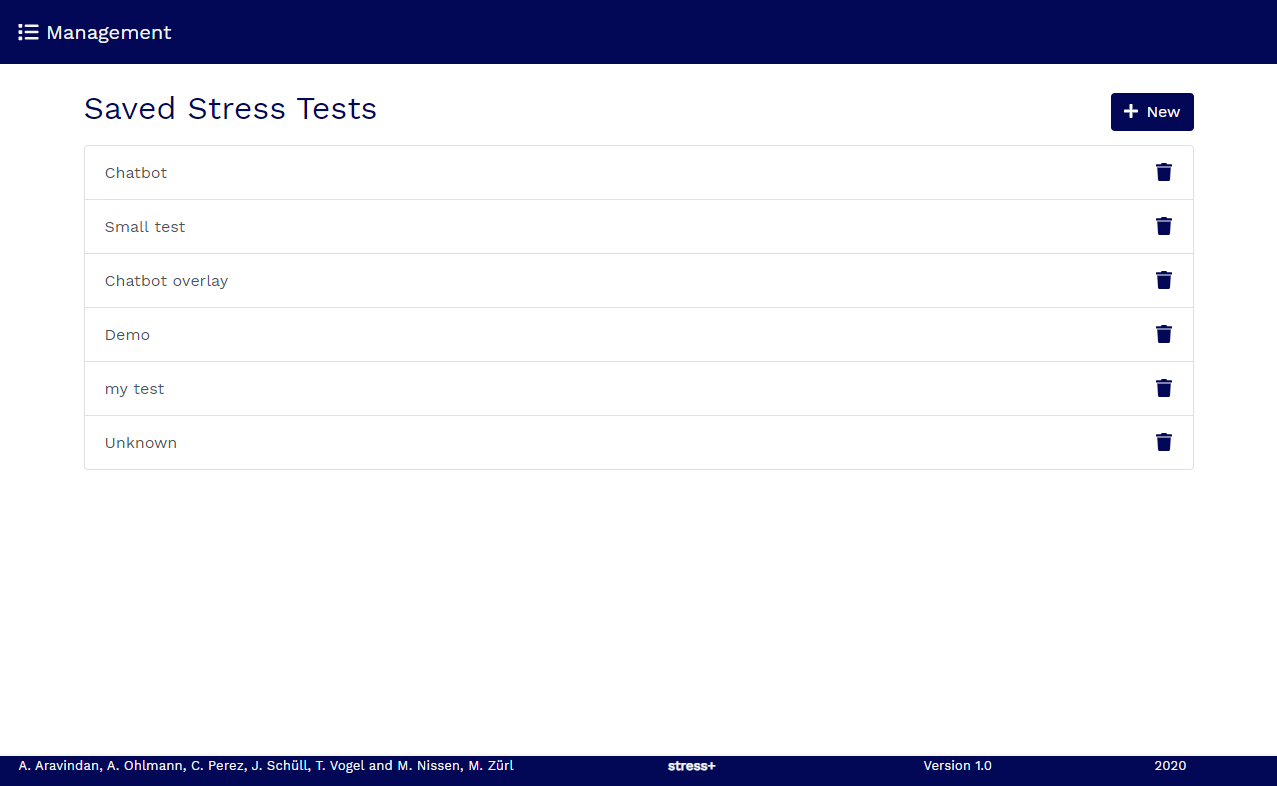 Management
Saved Stress Tests
New
Chatbot
Small test
Chatbot overlay
Demo
my test
Unknown
A. Aravindan, A. Ohlmann, C. Perez, J. Schüll, T. Vogel and M. Nissen, M. Zürl stress+ Version 1.0 2020